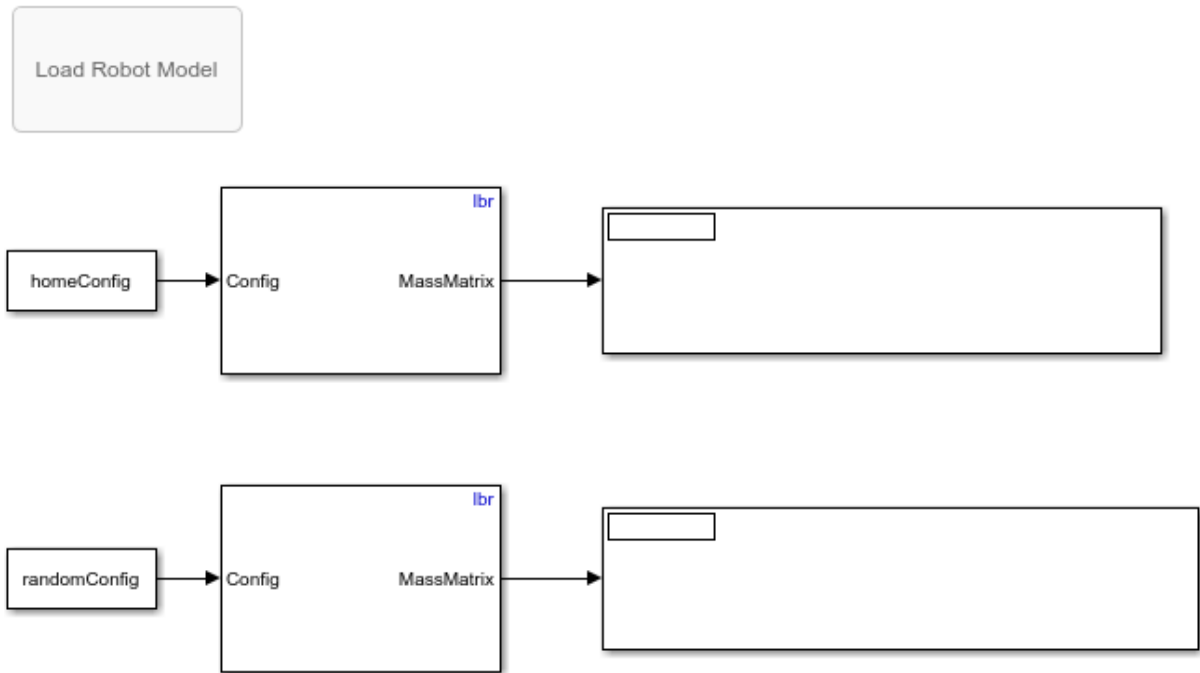 Load Robot Model
lbr
homeConfig
Config
MassMatrix
lbr
randomConfig
Config
MassMatrix